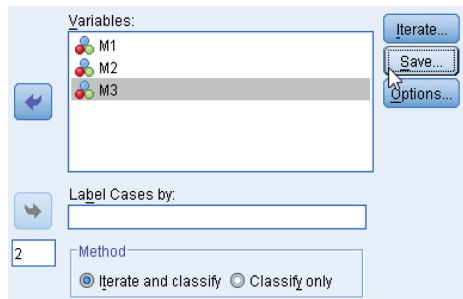 Variables:
M1
M2
M3
Iterate...
Save...
Options...
Label Cases by:
2
Method
Iterate and classify Classify only